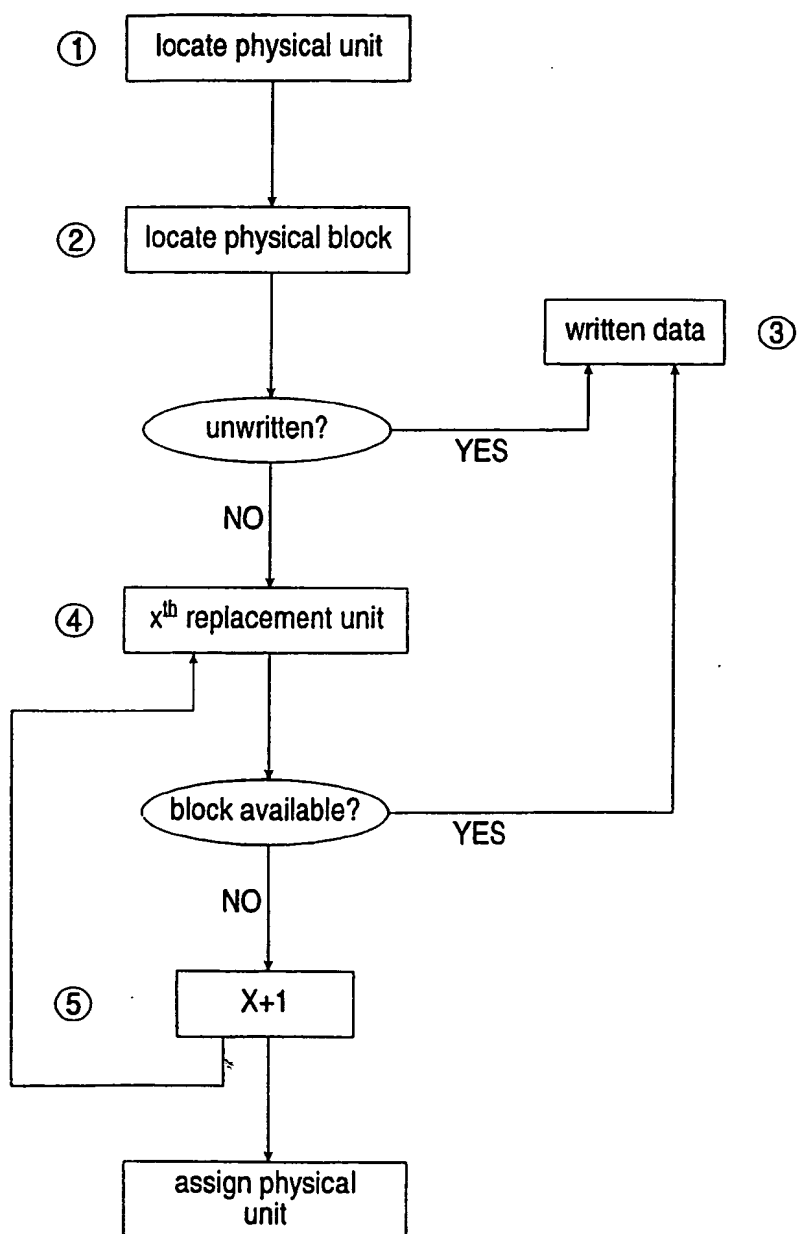 ① locate physical unit
② locate physical block
written data ③
unwritten?
YES
NO
④ xth replacement unit
block available?
YES
NO
⑤ X+1
assign physical
unit